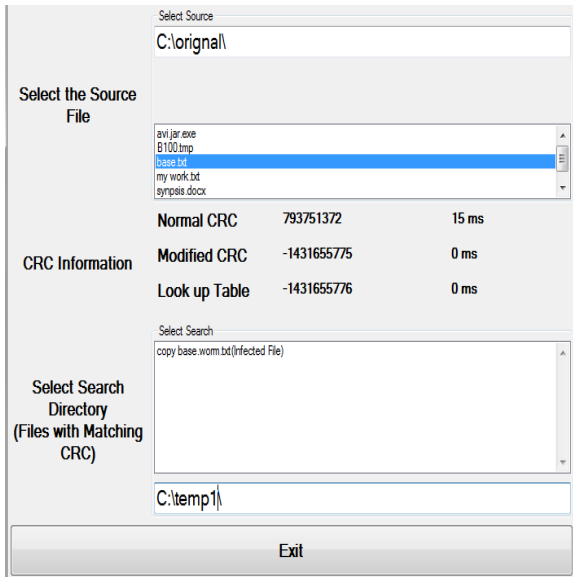 Select Source
C:\orignal\
Select the Source
File
avi.jar.exe
B100.tmp
base.txt
my work.txt
synpsis.docx
Normal CRC 793751372 15 ms
Modified CRC -1431655775 0 ms
CRC Information
Look up Table -1431655776 0 ms
Select Search
copy base.worm.txt(Infected File)
Select Search
Directory
(Files with Matching
CRC)
C:\temp1\
Exit